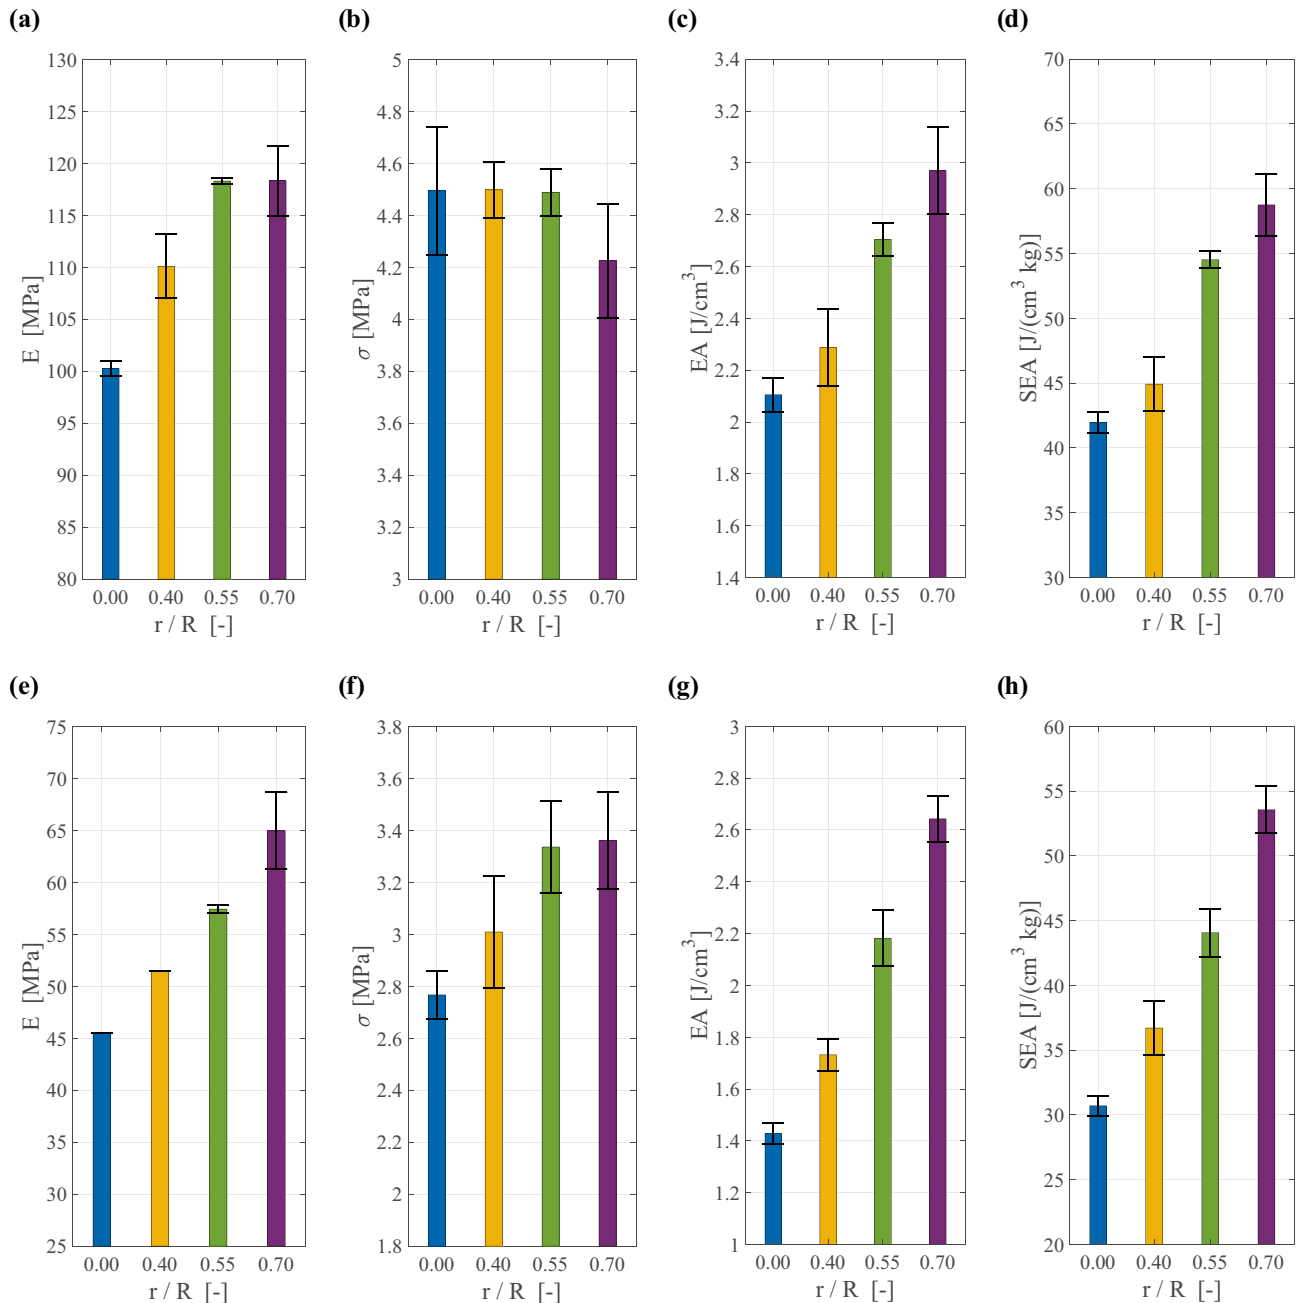 (a)
(b)
(c)
(d)
130
125
120
115
110
105
100
95
90
85
80
E [MPa]
0.00 0.40 0.55 0.70
r / R [-]
5
4.8
4.6
4.4
4.2
4
3.8
3.6
3.4
3.2
3
σ [MPa]
0.00 0.40 0.55 0.70
r / R [-]
3.4
3.2
3
2.8
2.6
2.4
2.2
2
1.8
1.6
1.4
EA [J/cm³]
0.00 0.40 0.55 0.70
r / R [-]
70
65
60
55
50
45
40
35
30
SEA [J/(cm³ kg)]
0.00 0.40 0.55 0.70
r / R [-]
(e)
(f)
(g)
(h)
75
70
65
60
55
50
45
40
35
30
25
E [MPa]
0.00 0.40 0.55 0.70
r / R [-]
3.8
3.6
3.4
3.2
3
2.8
2.6
2.4
2.2
2
1.8
σ [MPa]
0.00 0.40 0.55 0.70
r / R [-]
3
2.8
2.6
2.4
2.2
2
1.8
1.6
1.4
1.2
1
EA [J/cm³]
0.00 0.40 0.55 0.70
r / R [-]
60
55
50
45
40
35
30
25
20
SEA [J/(cm³ kg)]
0.00 0.40 0.55 0.70
r / R [-]